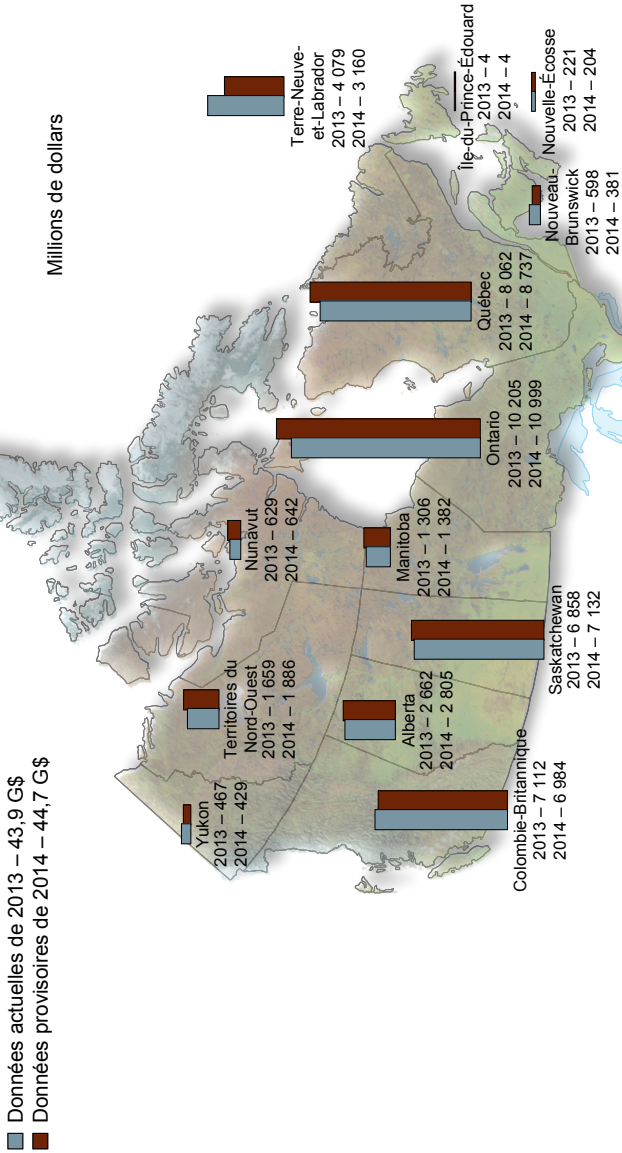 Données actuelles de 2013 – 43,9 G$
Données provisoires de 2014 – 44,7 G$
Millions de dollars
Yukon
2013 – 467
2014 – 429
Territoires du
Nord-Ouest
2013 – 1 659
2014 – 1 886
Nunavut
2013 – 629
2014 – 642
Terre-Neuve-
et-Labrador
2013 – 4 079
2014 – 3 160
Colombie-Britannique
2013 – 7 112
2014 – 6 984
Alberta
2013 – 2 662
2014 – 2 805
Saskatchewan
2013 – 6 858
2014 – 7 132
Manitoba
2013 – 1 306
2014 – 1 382
Ontario
2013 – 10 205
2014 – 10 999
Québec
2013 – 8 062
2014 – 8 737
Île-du-Prince-Édouard
2013 – 4
2014 – 4
Nouveau-
Brunswick
2013 – 598
2014 – 381
Nouvelle-Écosse
2013 – 221
2014 – 204